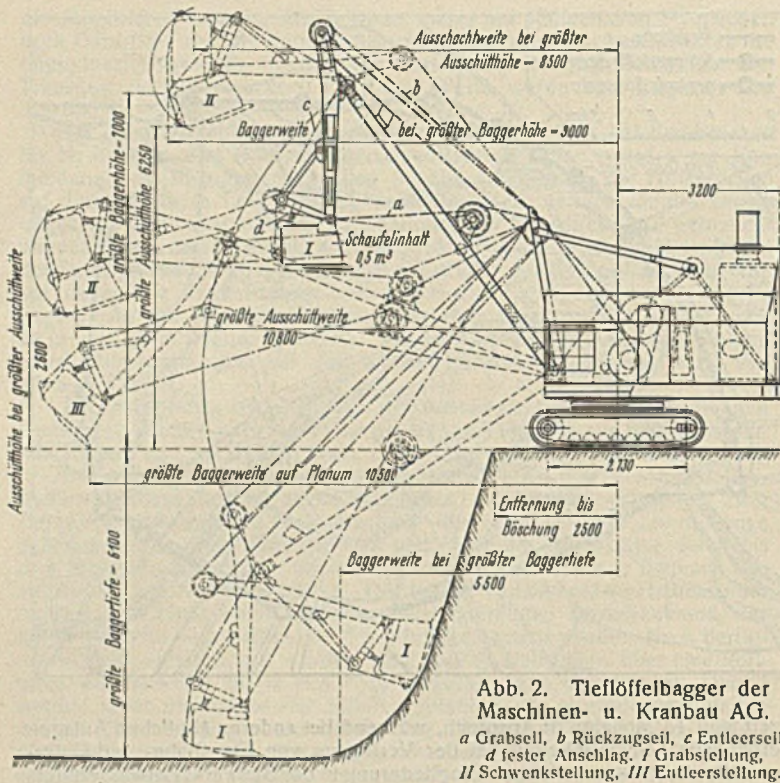 Ausschachtweite bei größter
Ausschütthöhe = 8500
II
b
c
Baggerweite bei größter Baggerhöhe = 9000
3200
größte Baggerhöhe = 7000
größte Ausschütthöhe 6250
a
d
I
Schaufelinhalt
0,5 m³
II
größte Ausschüttweite
10800
Ausschütthöhe bei größter Ausschüttweite
2600
III
2730
größte Baggerweite auf Planum 10500
Entfernung bis
Böschung 2500
Baggerweite bei größter Baggertiefe
5500
größte Baggertiefe = 6100
I
I
Abb. 2. Tieflöffelbagger der
Maschinen- u. Kranbau AG.
a Grabseil, b Rückzugseil, c Entleerseil,
d fester Anschlag. I Grabstellung,
II Schwenkstellung, III Entleerstellung.